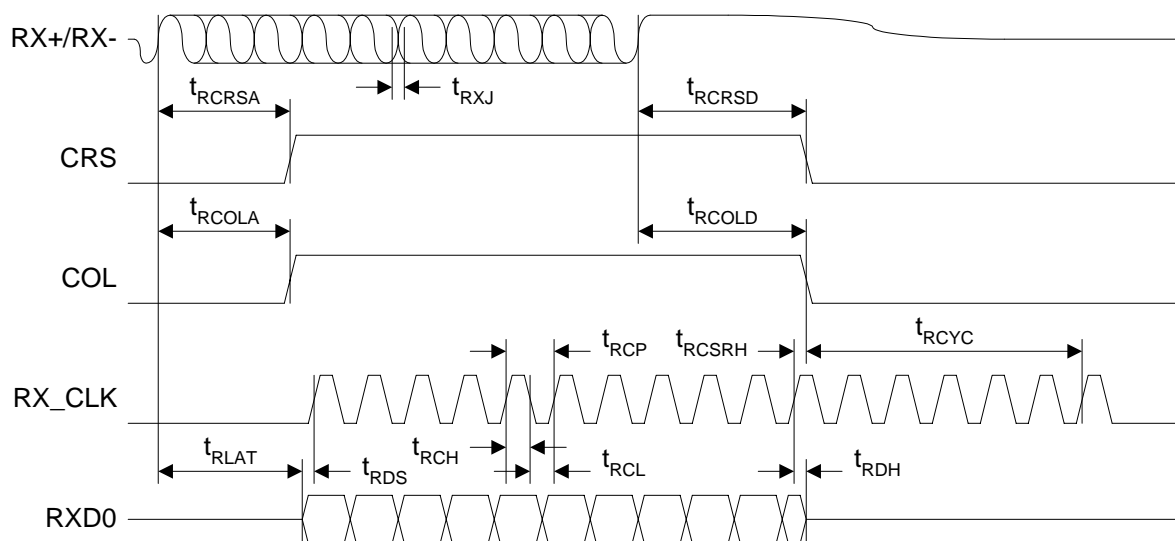 RX+/RX-
tRCRSA
tRXJ
tRCRSD
CRS
tRCOLA
tRCOLD
COL
tRCP
tRCSRH
tRCYC
RX_CLK
tRLAT
tRDS
tRCH
tRCL
tRDH
RXD0